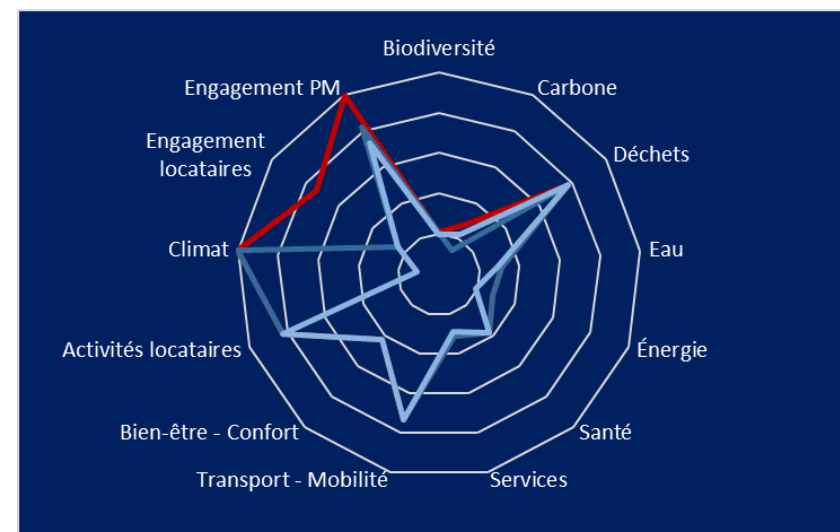 Biodiversité
Engagement PM
Carbone
Engagement
locataires
Déchets
Climat
Eau
Activités locataires
Énergie
Bien-être - Confort
Santé
Transport - Mobilité
Services